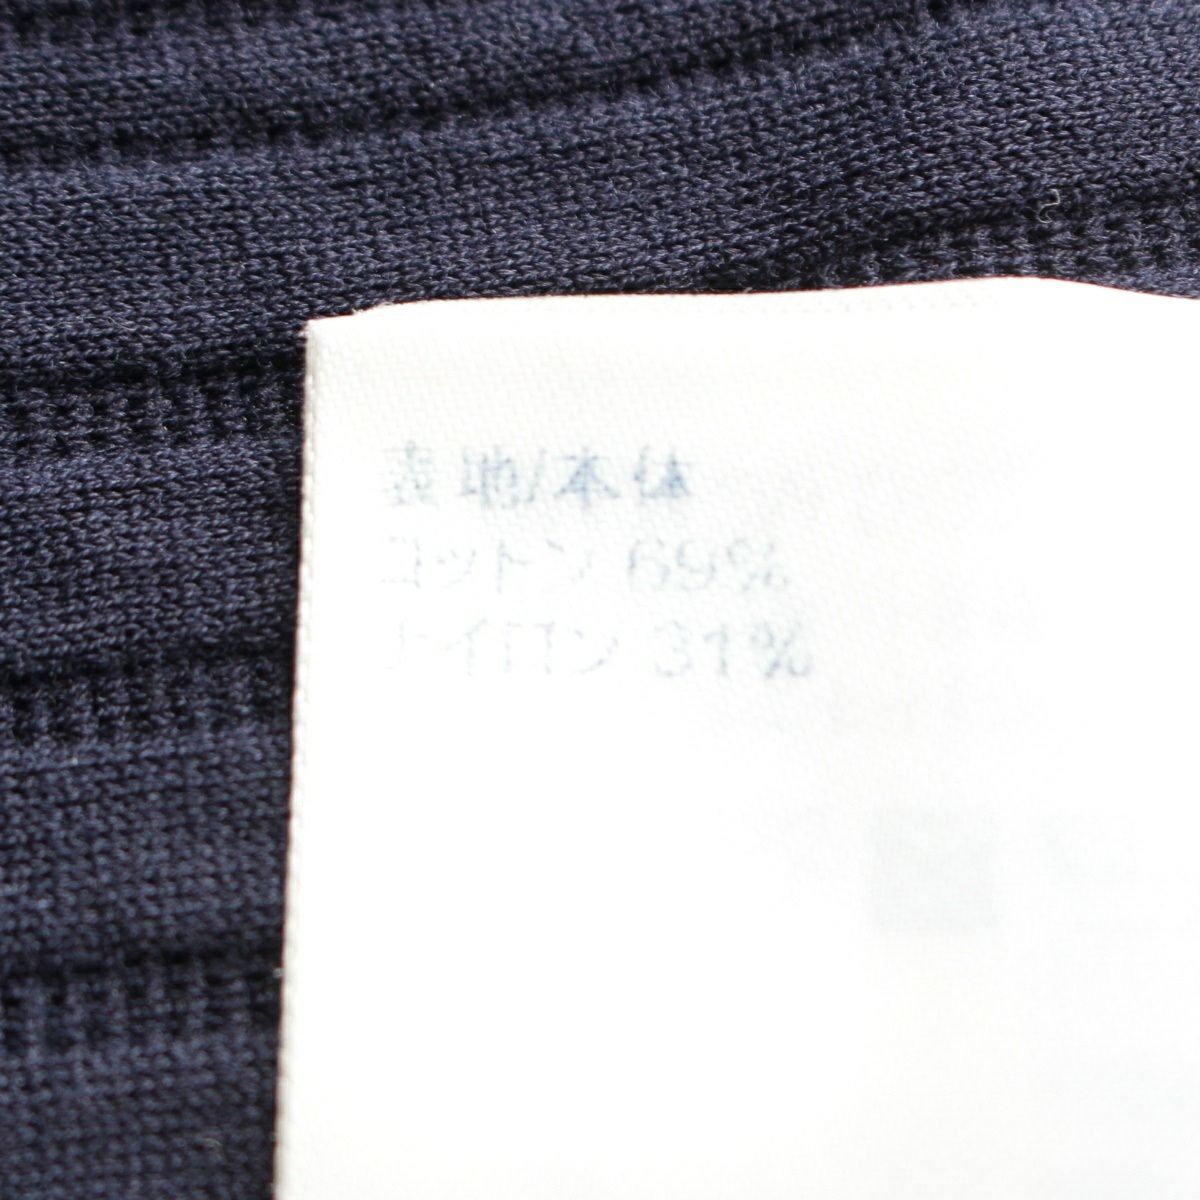 表地/本体
コットン 69%
ナイロン 31%